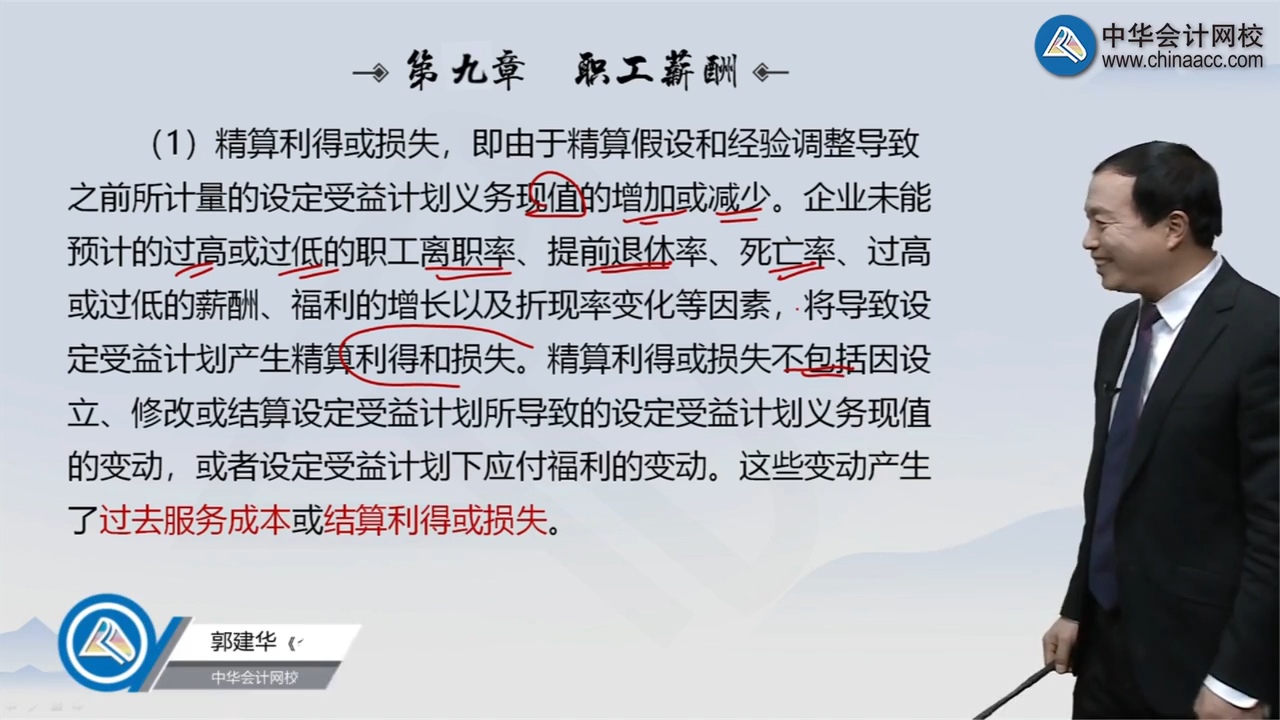 中华会计网校
www.chinaacc.com
第九章 职工薪酬
（1）精算利得或损失，即由于精算假设和经验调整导致
之前所计量的设定受益计划义务现值的增加或减少。企业未能
预计的过高或过低的职工离职率、提前退休率、死亡率、过高
或过低的薪酬、福利的增长以及折现率变化等因素，将导致设
定受益计划产生精算利得和损失。精算利得或损失不包括因设
立、修改或结算设定受益计划所导致的设定受益计划义务现值
的变动，或者设定受益计划下应付福利的变动。这些变动产生
了过去服务成本或结算利得或损失。
郭建华《
中华会计网校